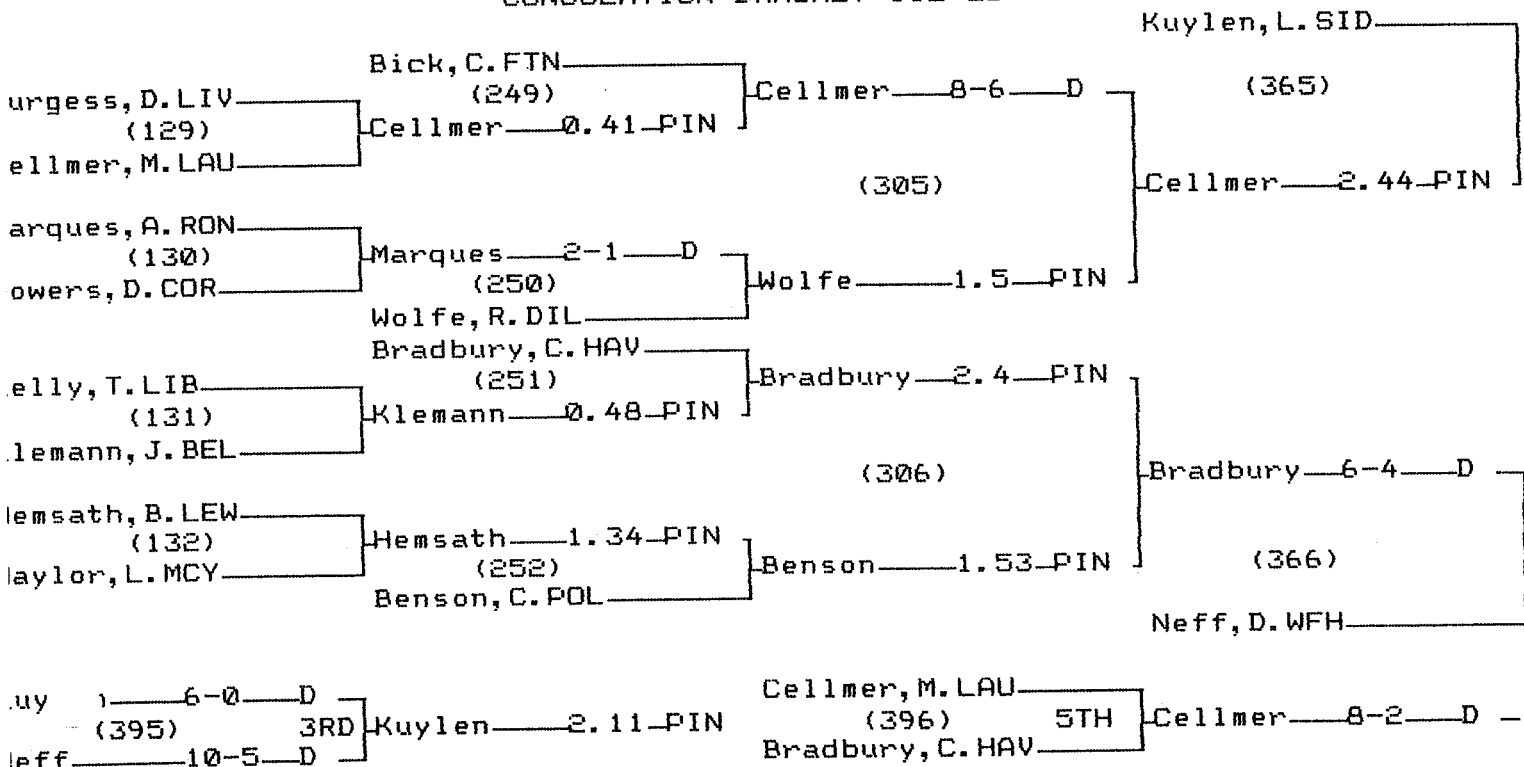 Kuylen, L. SID
Bick, C. FTN
(249)
Cellmer 8-6 D
(365)
urgess, D. LIV
(129)
Cellmer 0.41 PIN
ellmer, M. LAU
(305)
Cellmer 2.44 PIN
arques, A. RON
(130)
Marques 2-1 D
(250)
Wolfe 1.5 PIN
owers, D. COR
Wolfe, R. DIL
Bradbury, C. HAV
(251)
Bradbury 2.4 PIN
elly, T. LIB
(131)
Klemann 0.48 PIN
lemann, J. BEL
(306)
Bradbury 6-4 D
emsath, B. LEW
(132)
Hemsath 1.34 PIN
(252)
Benson 1.53 PIN
(366)
aylor, L. MCY
Benson, C. POL
Neff, D. WFH
uy 6-0 D
(395) 3RD
Kuylen 2.11 PIN
eff 10-5 D
Cellmer, M. LAU
(396) 5TH
Cellmer 8-2 D
Bradbury, C. HAV